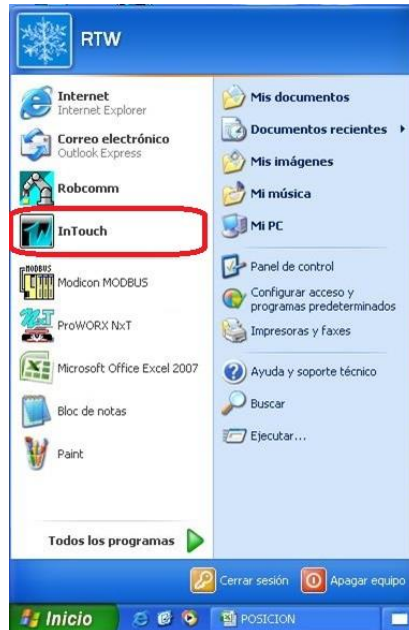 RTW
Internet
Internet Explorer
Correo electrónico
Outlook Express
Robcomm
InTouch
MODBUS
Modicon MODBUS
NxT
ProWORX NxT
Microsoft Office Excel 2007
Bloc de notas
Paint
Todos los programas
Mis documentos
Documentos recientes
Mis imágenes
Mi música
Mi PC
Panel de control
Configurar acceso y
programas predeterminados
Impresoras y faxes
Ayuda y soporte técnico
Buscar
Ejecutar...
Cerrar sesión
Apagar equipo
Inicio
POSICION